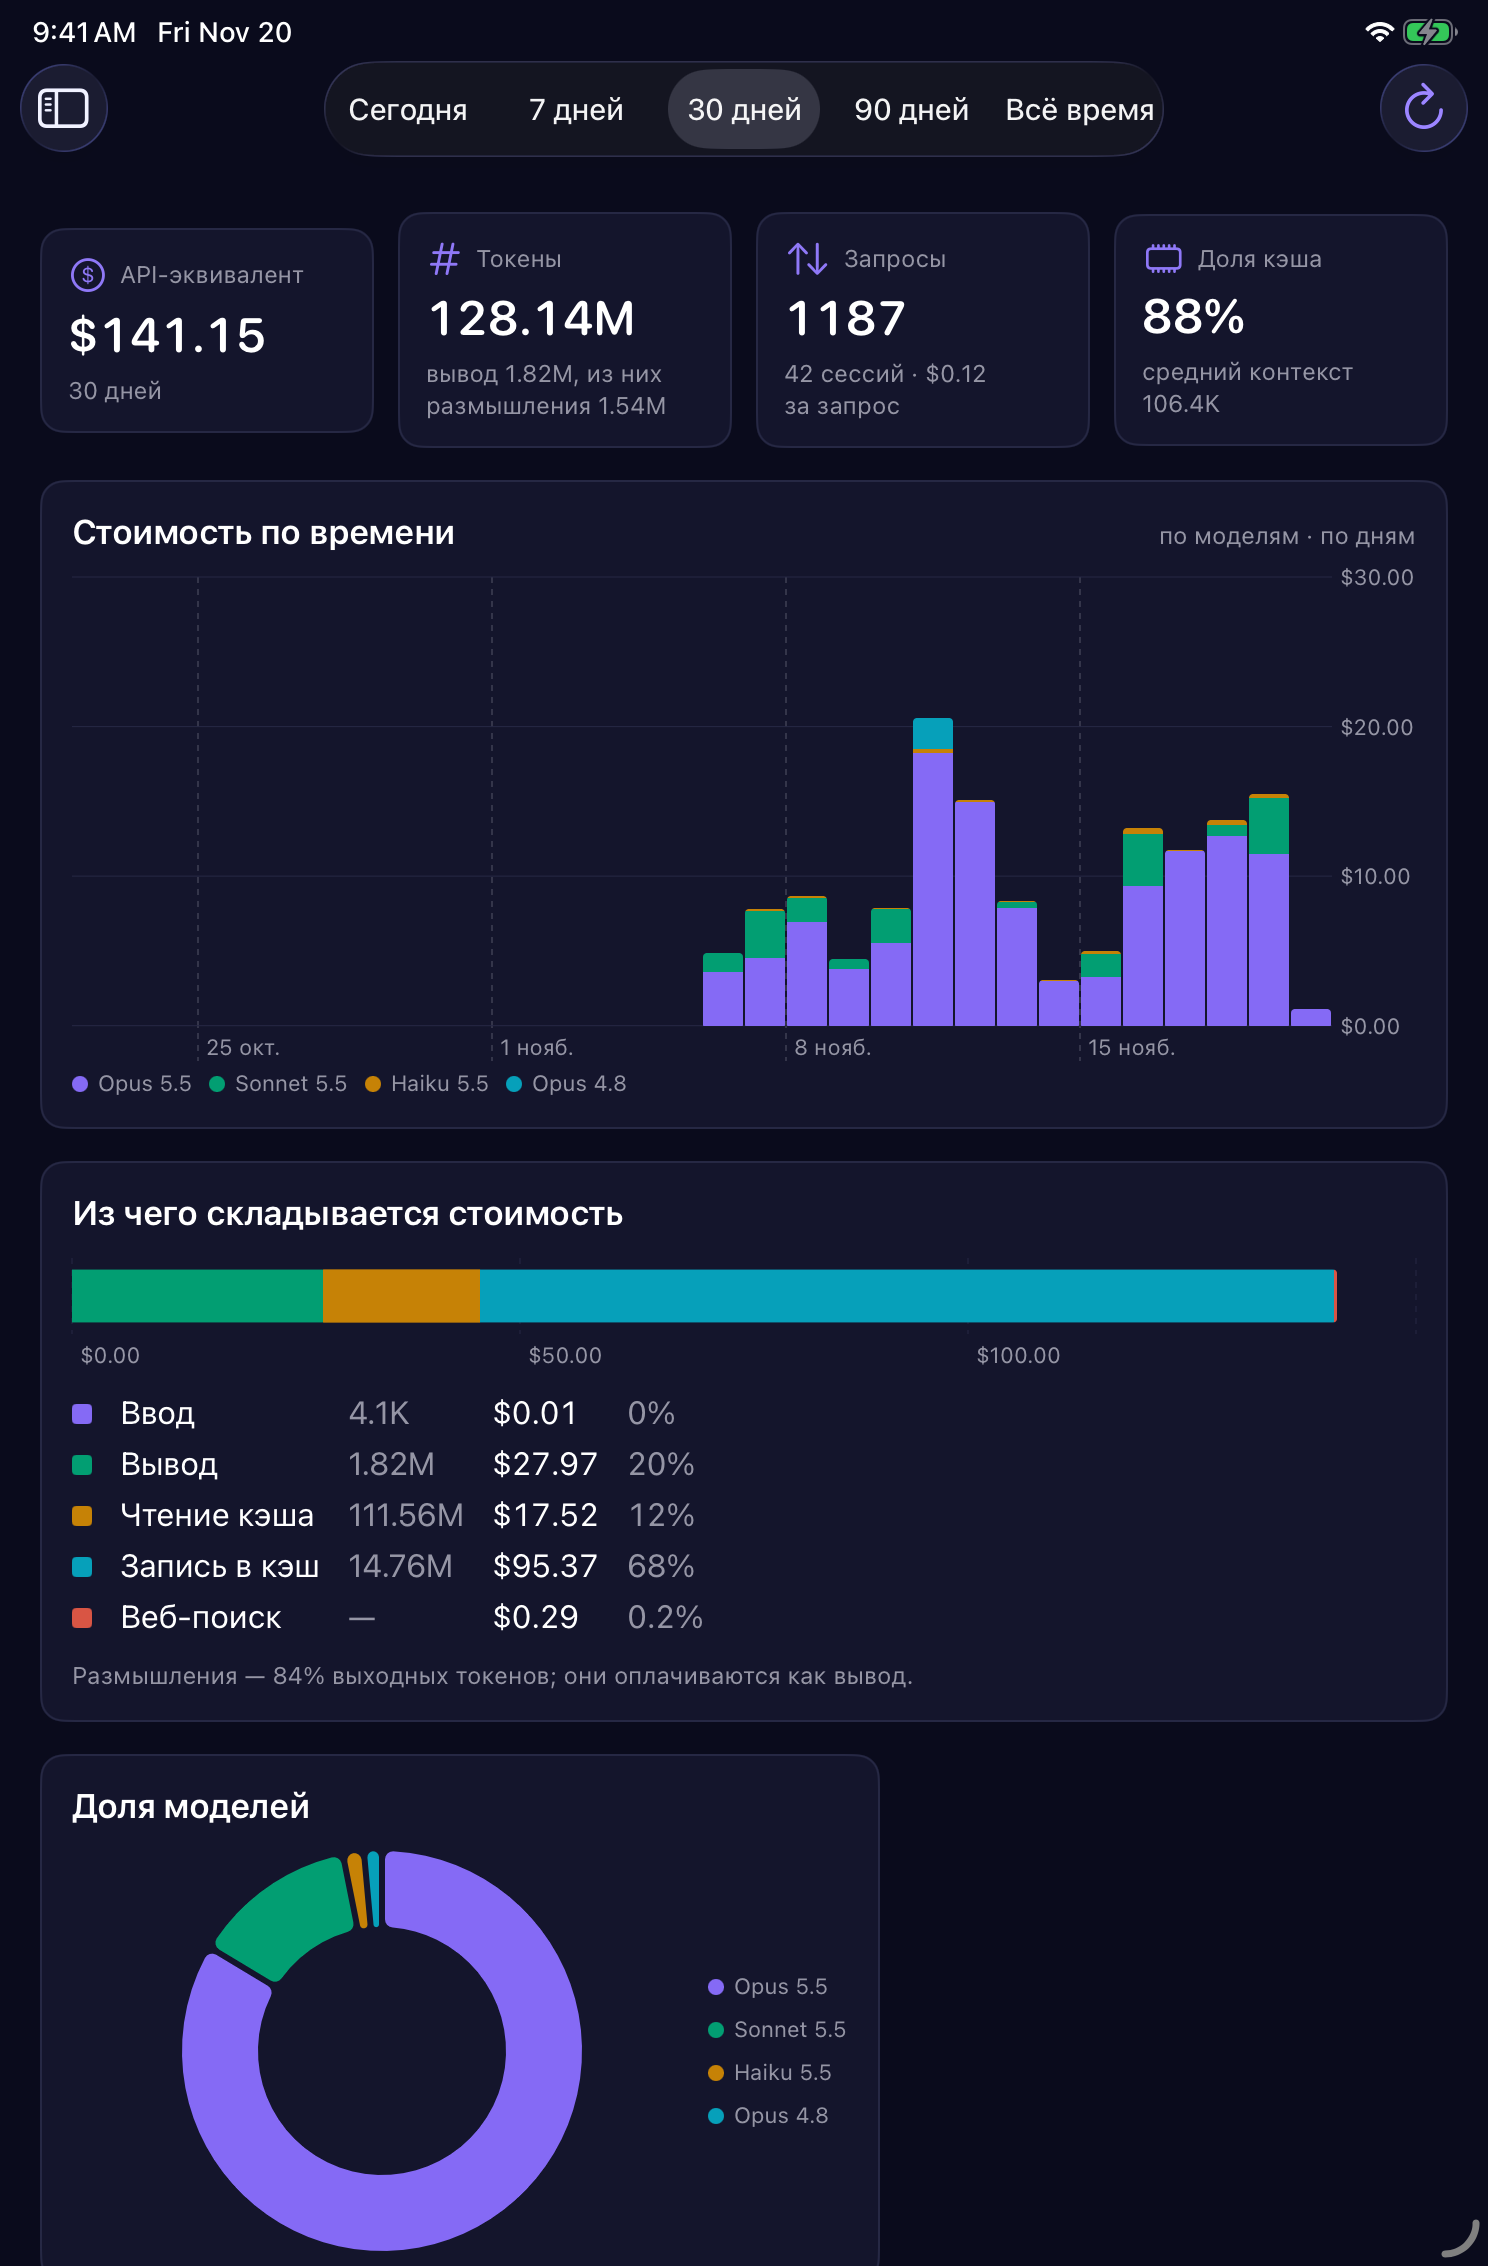 9:41 AM Fri Nov 20
Сегодня
7 дней
30 дней
90 дней
Всё время
API-эквивалент
$141.15
30 дней
Токены
128.14M
вывод 1.82M, из них
размышления 1.54M
Запросы
1187
42 сессий · $0.12
за запрос
Доля кэша
88%
средний контекст
106.4K
Стоимость по времени
по моделям · по дням
$30.00
$20.00
$10.00
$0.00
25 окт.
1 нояб.
8 нояб.
15 нояб.
Opus 5.5
Sonnet 5.5
Haiku 5.5
Opus 4.8
Из чего складывается стоимость
$0.00
$50.00
$100.00
Ввод 4.1K $0.01 0%
Вывод 1.82M $27.97 20%
Чтение кэша 111.56M $17.52 12%
Запись в кэш 14.76M $95.37 68%
Веб-поиск — $0.29 0.2%
Размышления — 84% выходных токенов; они оплачиваются как вывод.
Доля моделей
Opus 5.5
Sonnet 5.5
Haiku 5.5
Opus 4.8